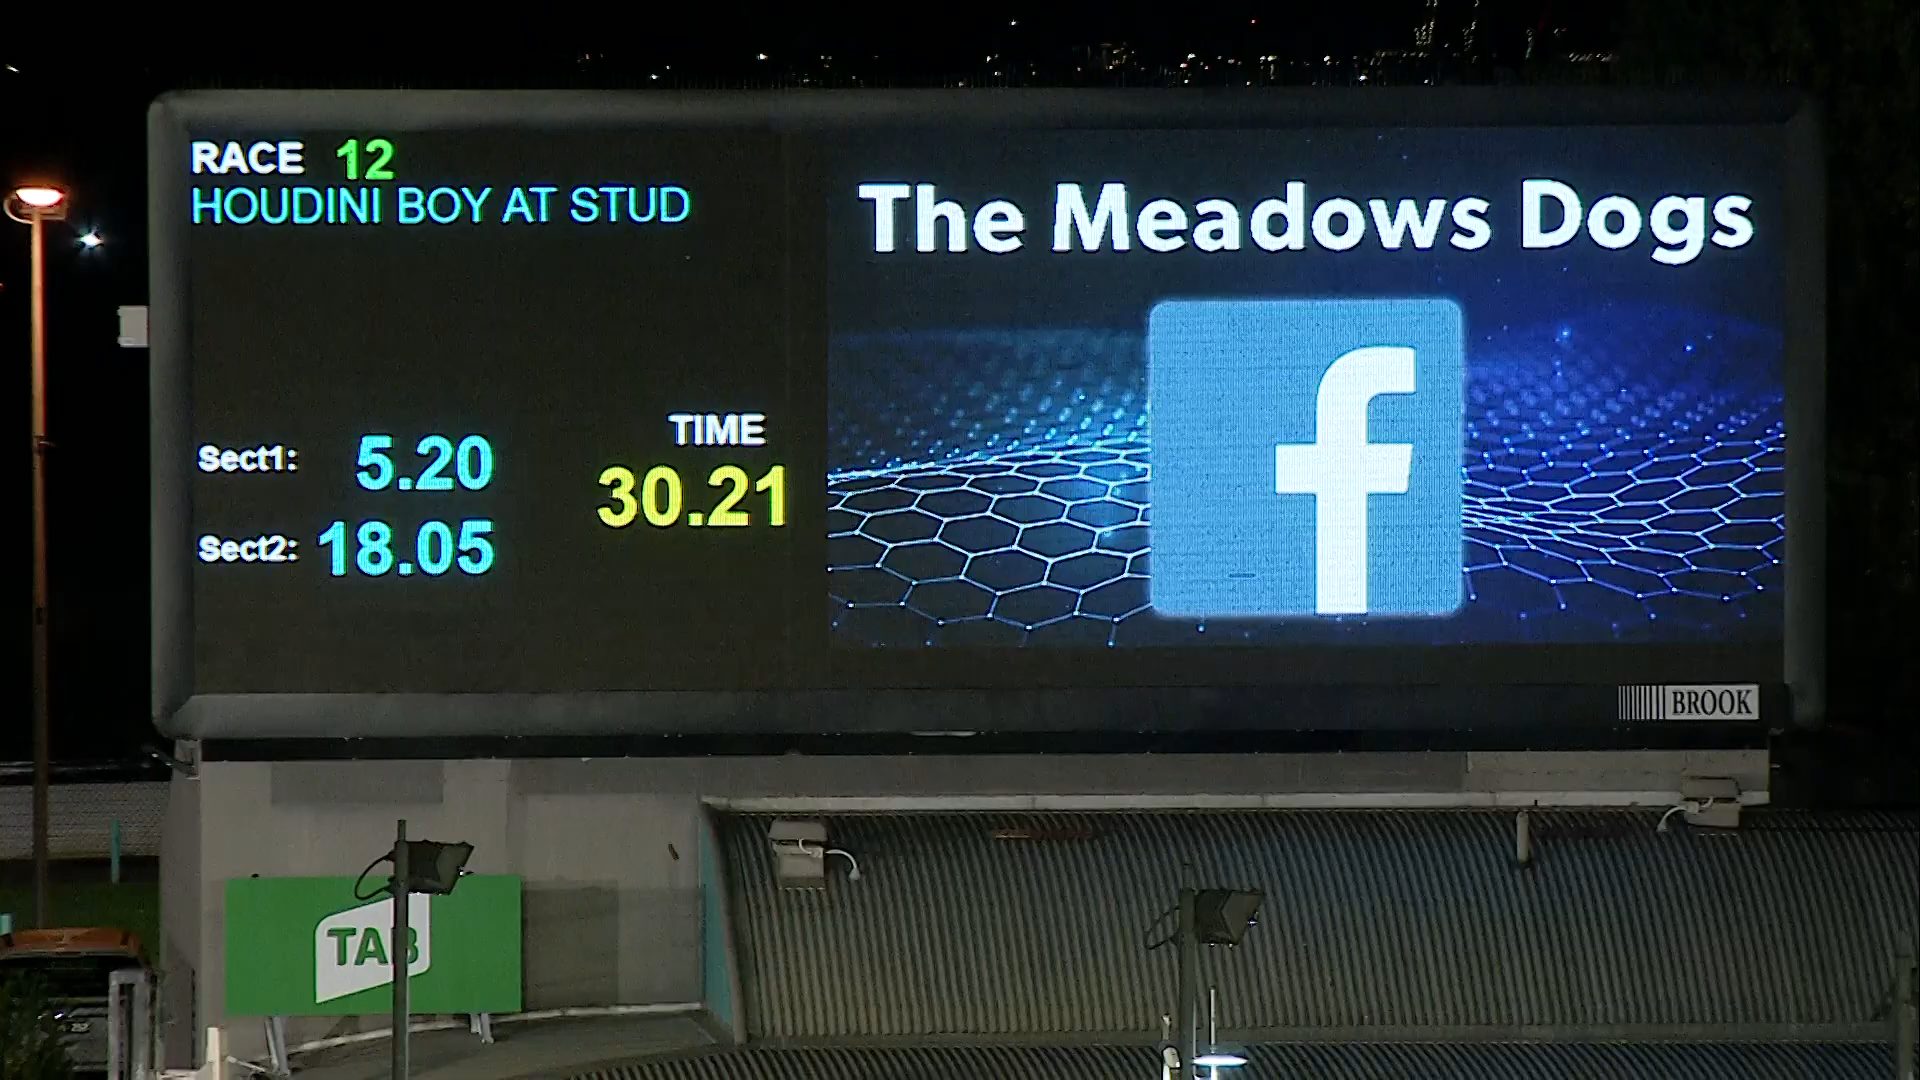 RACE 12
HOUDINI BOY AT STUD
Sect1: 5.20
Sect2: 18.05
TIME
30.21
The Meadows Dogs
f
BROOK
TAB